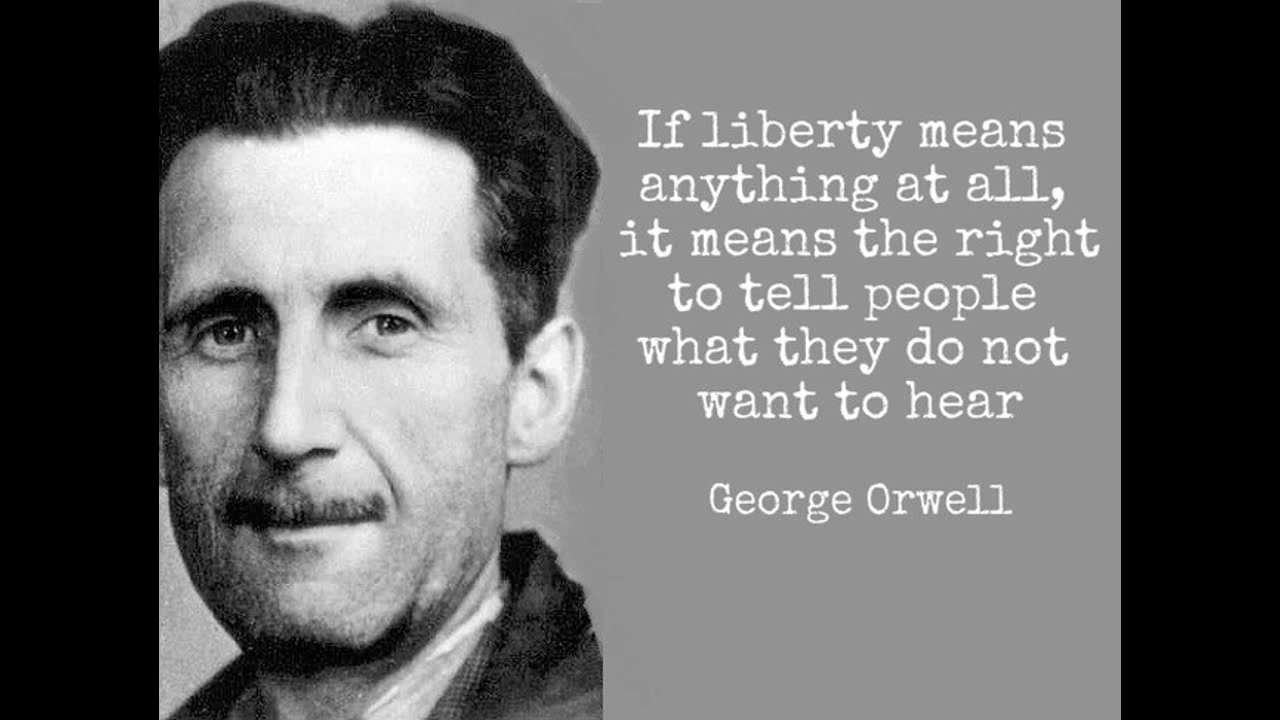 If liberty means
anything at all,
it means the right
to tell people
what they do not
want to hear
George Orwell